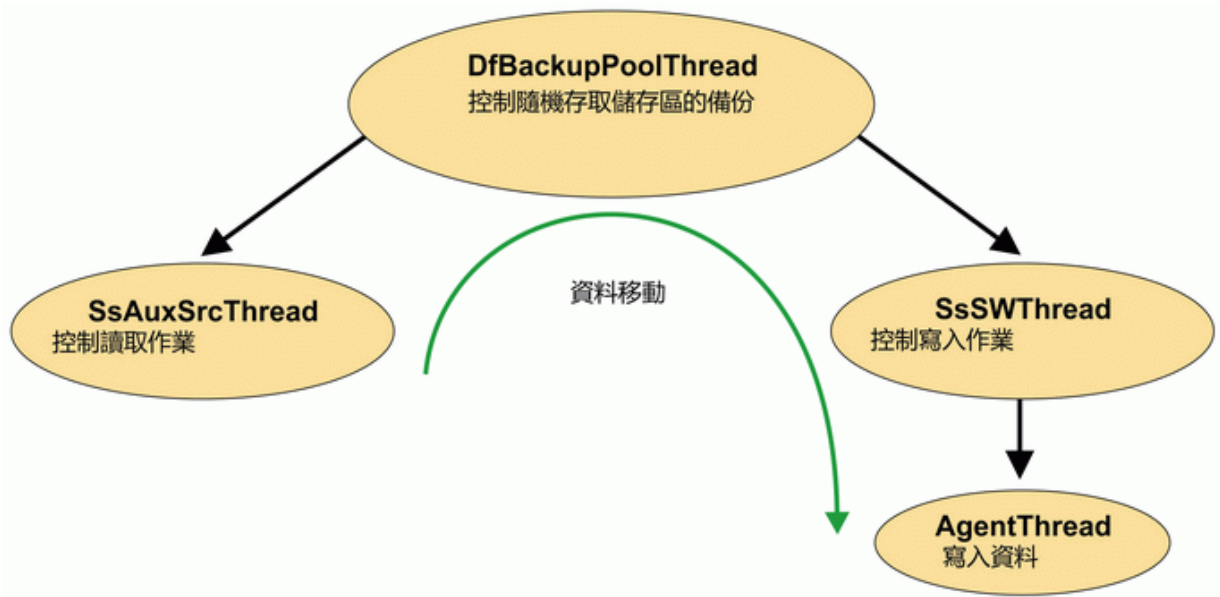 DfBackupPoolThread
控制隨機存取儲存區的備份
資料移動
SsAuxSrcThread
控制讀取作業
SsSWThread
控制寫入作業
AgentThread
寫入資料